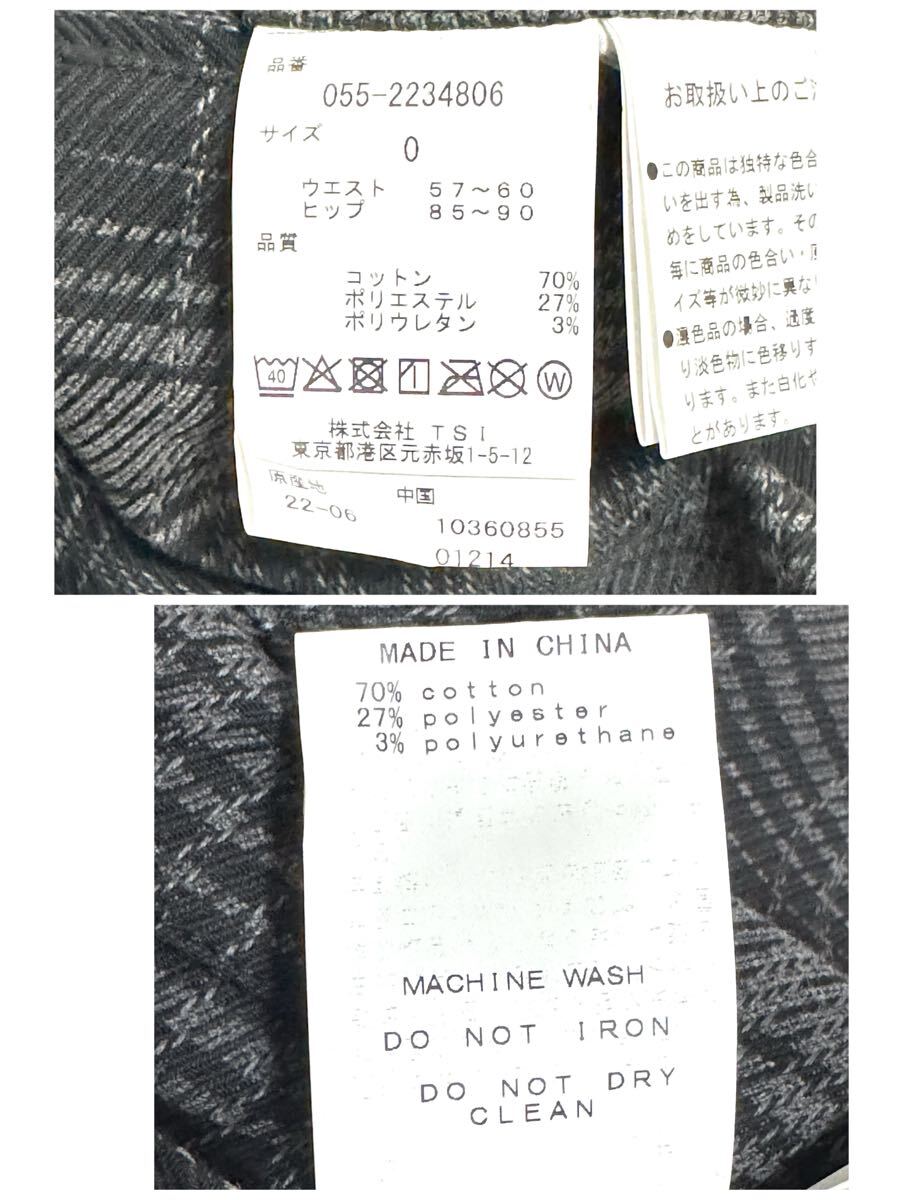 品番
055-2234806
サイズ
0
ウエスト 57～60
ヒップ 85～90
品質
コットン 70%
ポリエステル 27%
ポリウレタン 3%
40
W
株式会社 TSI
東京都港区元赤坂1-5-12
原産地 中国
22-06
10360855
01214
お取扱い上のご
●この商品は独特な色合
いを出す為、製品洗い
めをしています。その
毎に商品の色合い・
イズ等が微妙に異な
●濃色品の場合、過度
り淡色物に色移りす
ります。また白化や
とがあります。
MADE IN CHINA
70% cotton
27% polyester
3% polyurethane
MACHINE WASH
DO NOT IRON
DO NOT DRY
CLEAN